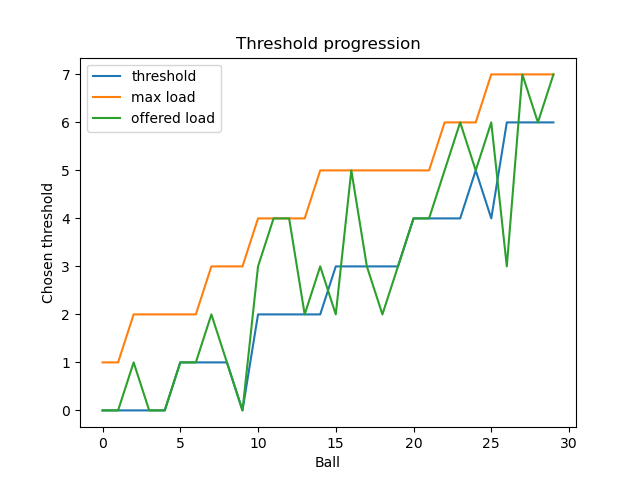 Threshold progression
threshold
max load
offered load
Chosen threshold
7
6
5
4
3
2
1
0
0 5 10 15 20 25 30
Ball